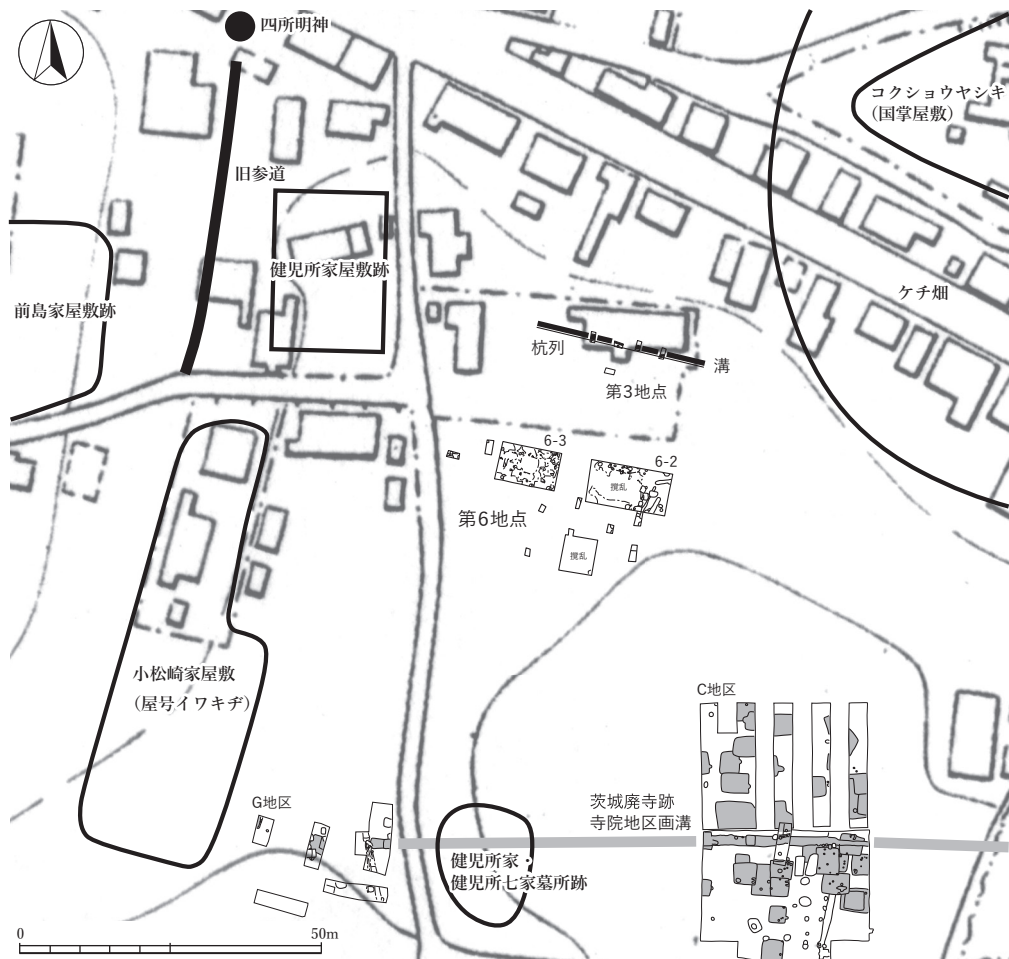 四所明神
コクショウヤシキ
（国掌屋敷）
旧参道
健児所家屋敷跡
前島家屋敷跡
ケチ畑
杭列
溝
第3地点
6-3
6-2
撹乱
第6地点
撹乱
小松崎家屋敷
（屋号イワキヂ）
C地区
G地区
茨城廃寺跡
寺院地区画溝
健児所家・
健児所七家墓所跡
0
50m